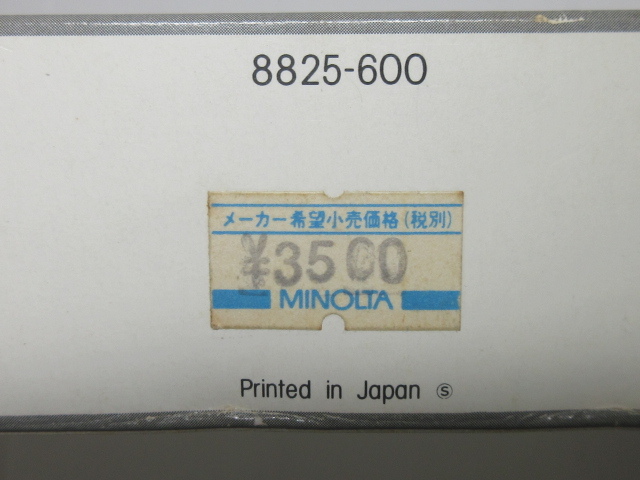 8825-600
メーカー希望小売価格(税別)
¥3500
MINOLTA
Printed in Japan Ⓢ